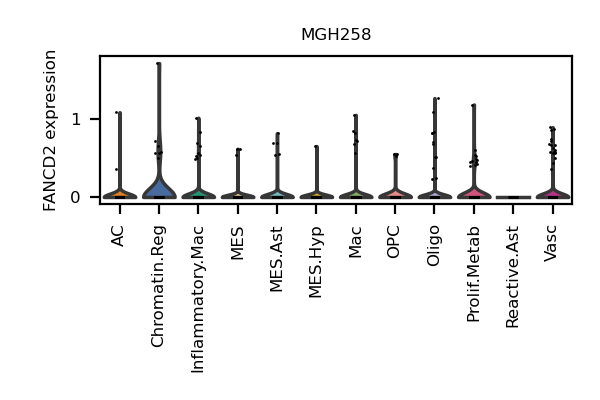 MGH258
FANCD2 expression
1
0
AC
Chromatin.Reg
Inflammatory.Mac
MES
MES.Ast
MES.Hyp
Mac
OPC
Oligo
Prolif.Metab
Reactive.Ast
Vasc